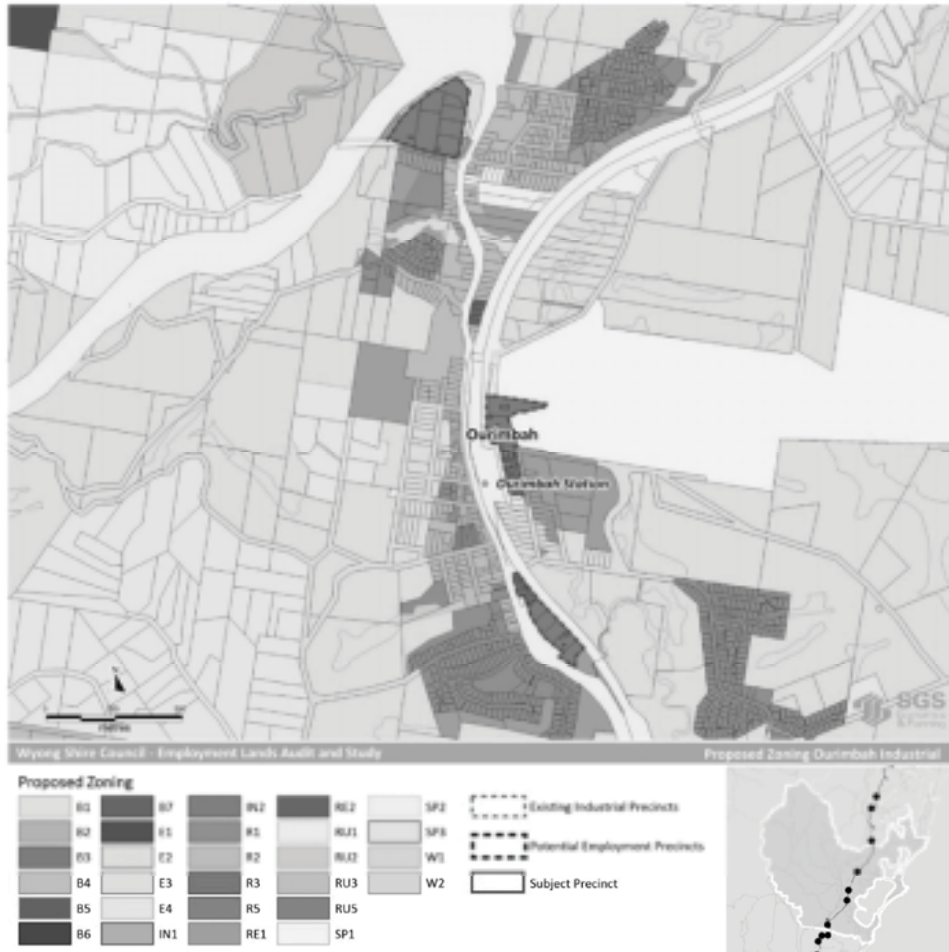 Ourimbah
Ourimbah Station
N
metres
SGS
Wyong Shire Council - Employment Lands Audit and Study
Proposed Zoning Ourimbah Industrial
Proposed Zoning
B1
B2
B3
B4
B5
B6
B7
E1
E2
E3
E4
IN1
IN2
R1
R2
R3
R5
RE1
RE2
RU1
RU2
RU3
RU5
SP1
SP2
SP3
W1
W2
Existing Industrial Precincts
Potential Employment Precincts
Subject Precinct